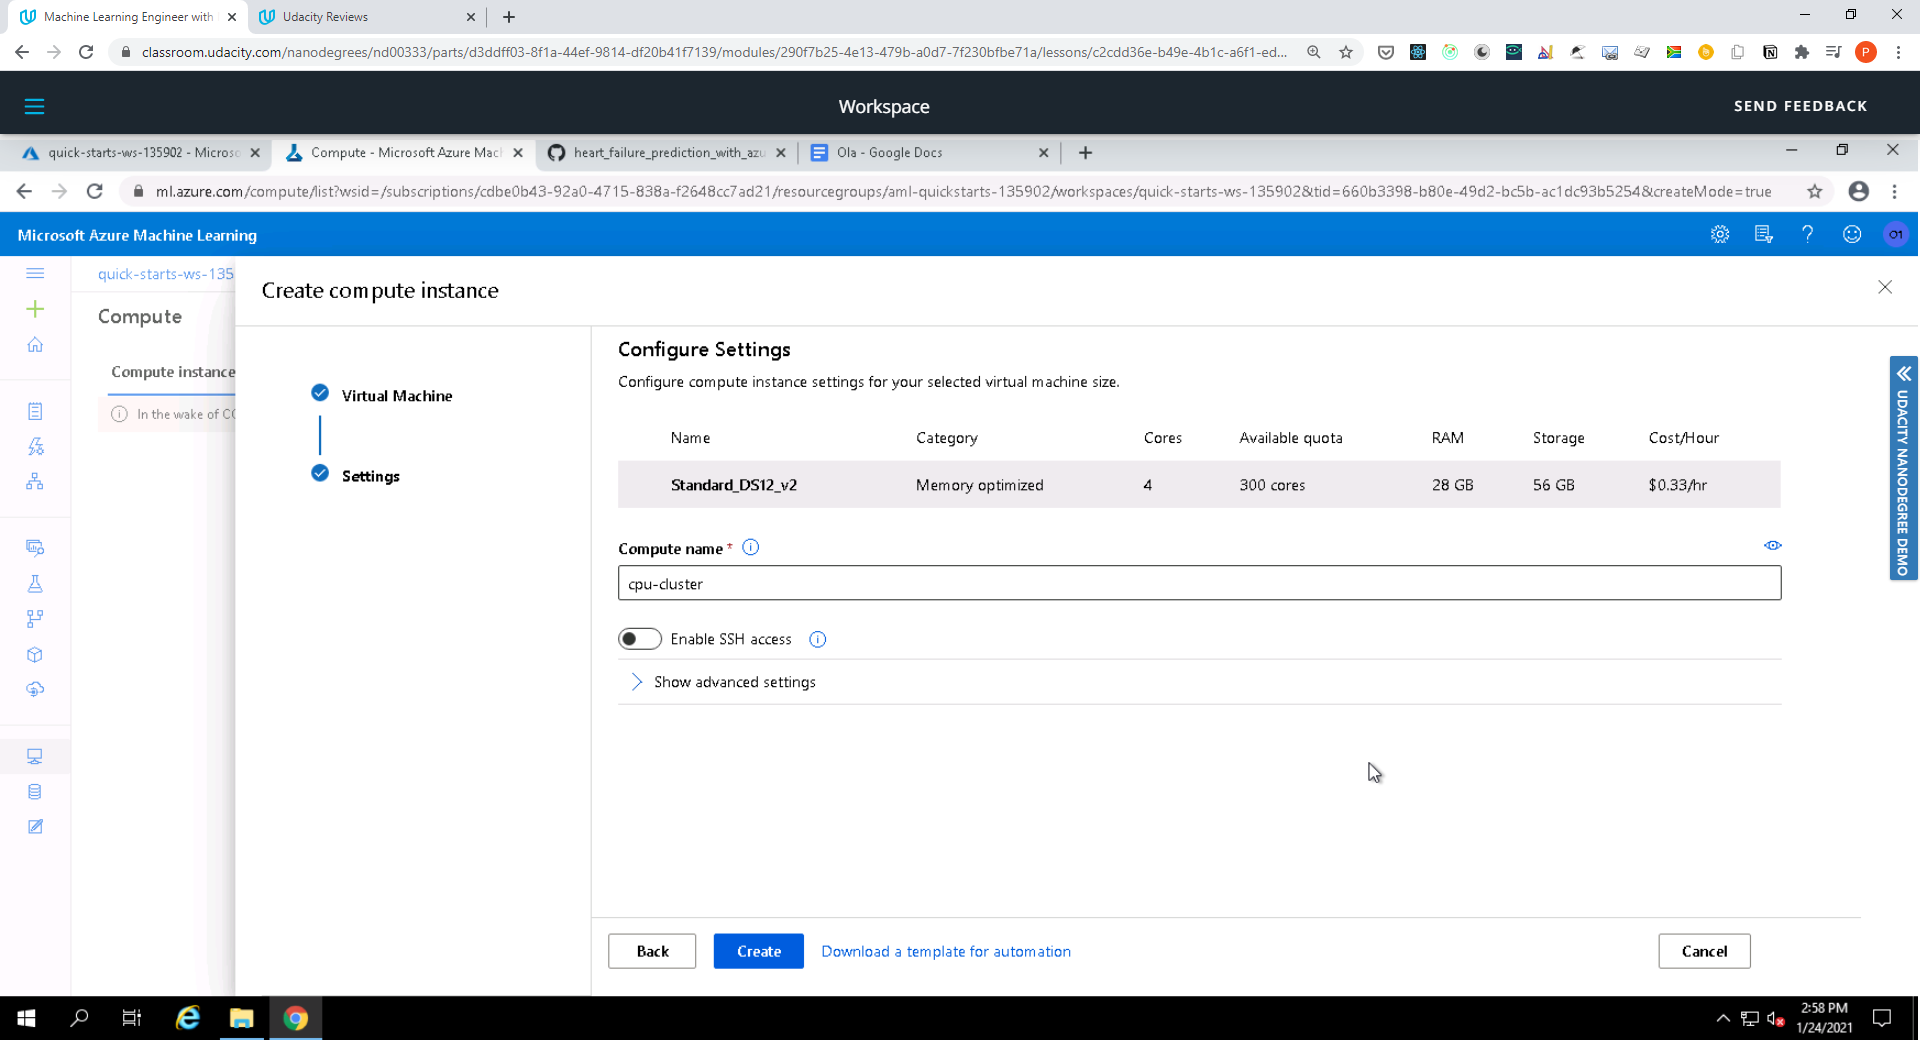 Machine Learning Engineer with
Udacity Reviews
classroom.udacity.com/nanodegrees/nd00333/parts/d3ddff03-8f1a-44ef-9814-df20b41f7139/modules/290f7b25-4e13-479b-a0d7-7f230bfbe71a/lessons/c2cdd36e-b49e-4b1c-a6f1-ed...
P
Workspace
SEND FEEDBACK
quick-starts-ws-135902 - Microso
Compute - Microsoft Azure Mac
heart_failure_prediction_with_azu
Ola - Google Docs
ml.azure.com/compute/list?wsid=/subscriptions/cdbe0b43-92a0-4715-838a-f2648cc7ad21/resourcegroups/aml-quickstarts-135902/workspaces/quick-starts-ws-135902&tid=660b3398-b80e-49d2-bc5b-ac1dc93b5254&createMode=true
Microsoft Azure Machine Learning
O1
quick-starts-ws-135
Compute
Compute instance
In the wake of CO
Create compute instance
Virtual Machine
Settings
Configure Settings
Configure compute instance settings for your selected virtual machine size.
Name Category Cores Available quota RAM Storage Cost/Hour
Standard_DS12_v2 Memory optimized 4 300 cores 28 GB 56 GB $0.33/hr
Compute name *
cpu-cluster
Enable SSH access
Show advanced settings
UDACITY NANODEGREE DEMO
Back
Create
Download a template for automation
Cancel
2:58 PM
1/24/2021